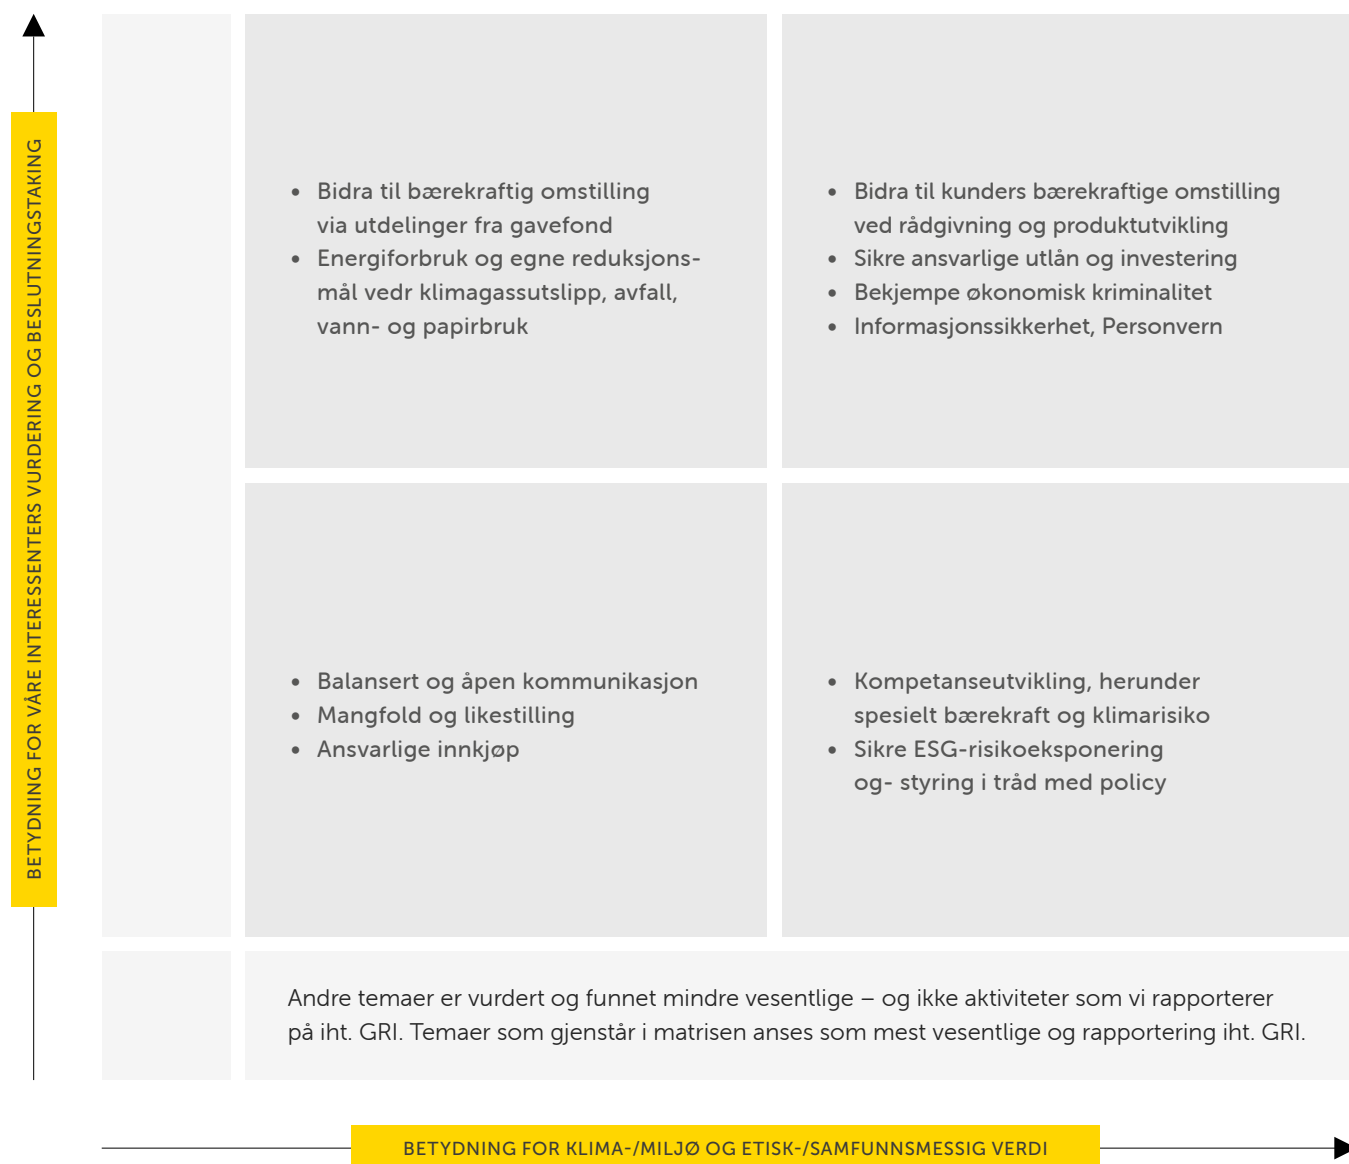 BETYDNING FOR VÅRE INTERESSENTERS VURDERING OG BESLUTNINGSTAKING
• Bidra til bærekraftig omstilling
via utdelinger fra gavefond
• Energiforbruk og egne reduksjons-
mål vedr klimagassutslipp, avfall,
vann- og papirbruk
• Bidra til kunders bærekraftige omstilling
ved rådgivning og produktutvikling
• Sikre ansvarlige utlån og investering
• Bekjempe økonomisk kriminalitet
• Informasjonssikkerhet, Personvern
• Balansert og åpen kommunikasjon
• Mangfold og likestilling
• Ansvarlige innkjøp
• Kompetanseutvikling, herunder
spesielt bærekraft og klimarisiko
• Sikre ESG-risikoeksponering
og- styring i tråd med policy
Andre temaer er vurdert og funnet mindre vesentlige – og ikke aktiviteter som vi rapporterer
på iht. GRI. Temaer som gjenstår i matrisen anses som mest vesentlige og rapportering iht. GRI.
BETYDNING FOR KLIMA-/MILJØ OG ETISK-/SAMFUNNSMESSIG VERDI